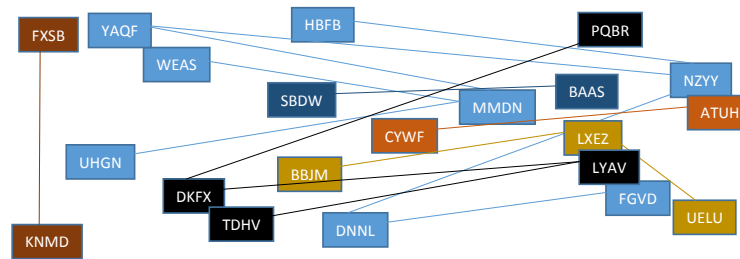 HBFB
YAQF
PQBR
FXSB
WEAS
NZYY
BAAS
SBDW
MMDN
ATUH
CYWF
LXEZ
UHGN
LYAV
BBJM
DKFX
FGVD
UELU
TDHV
DNNL
KNMD